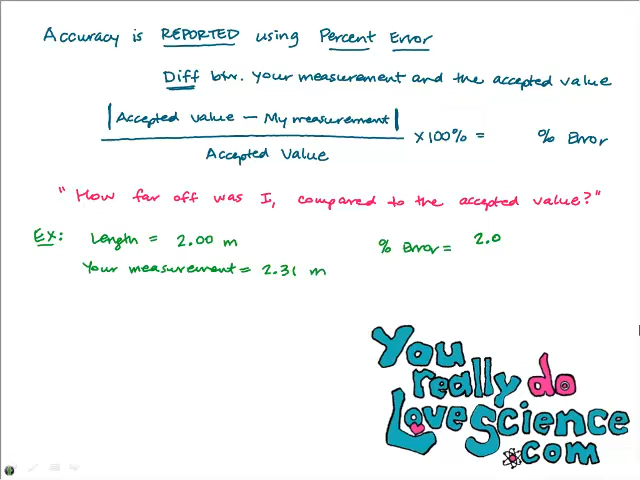 Accuracy is REPORTED using Percent Error
Diff btw. your measurement and the accepted value
|Accepted value − My measurement|
Accepted Value
×100% = % Error
"How far off was I, compared to the accepted value?"
Ex: Length = 2.00 m
Your measurement = 2.31 m
% Error = 2.0
You
really do
Love Science
.com